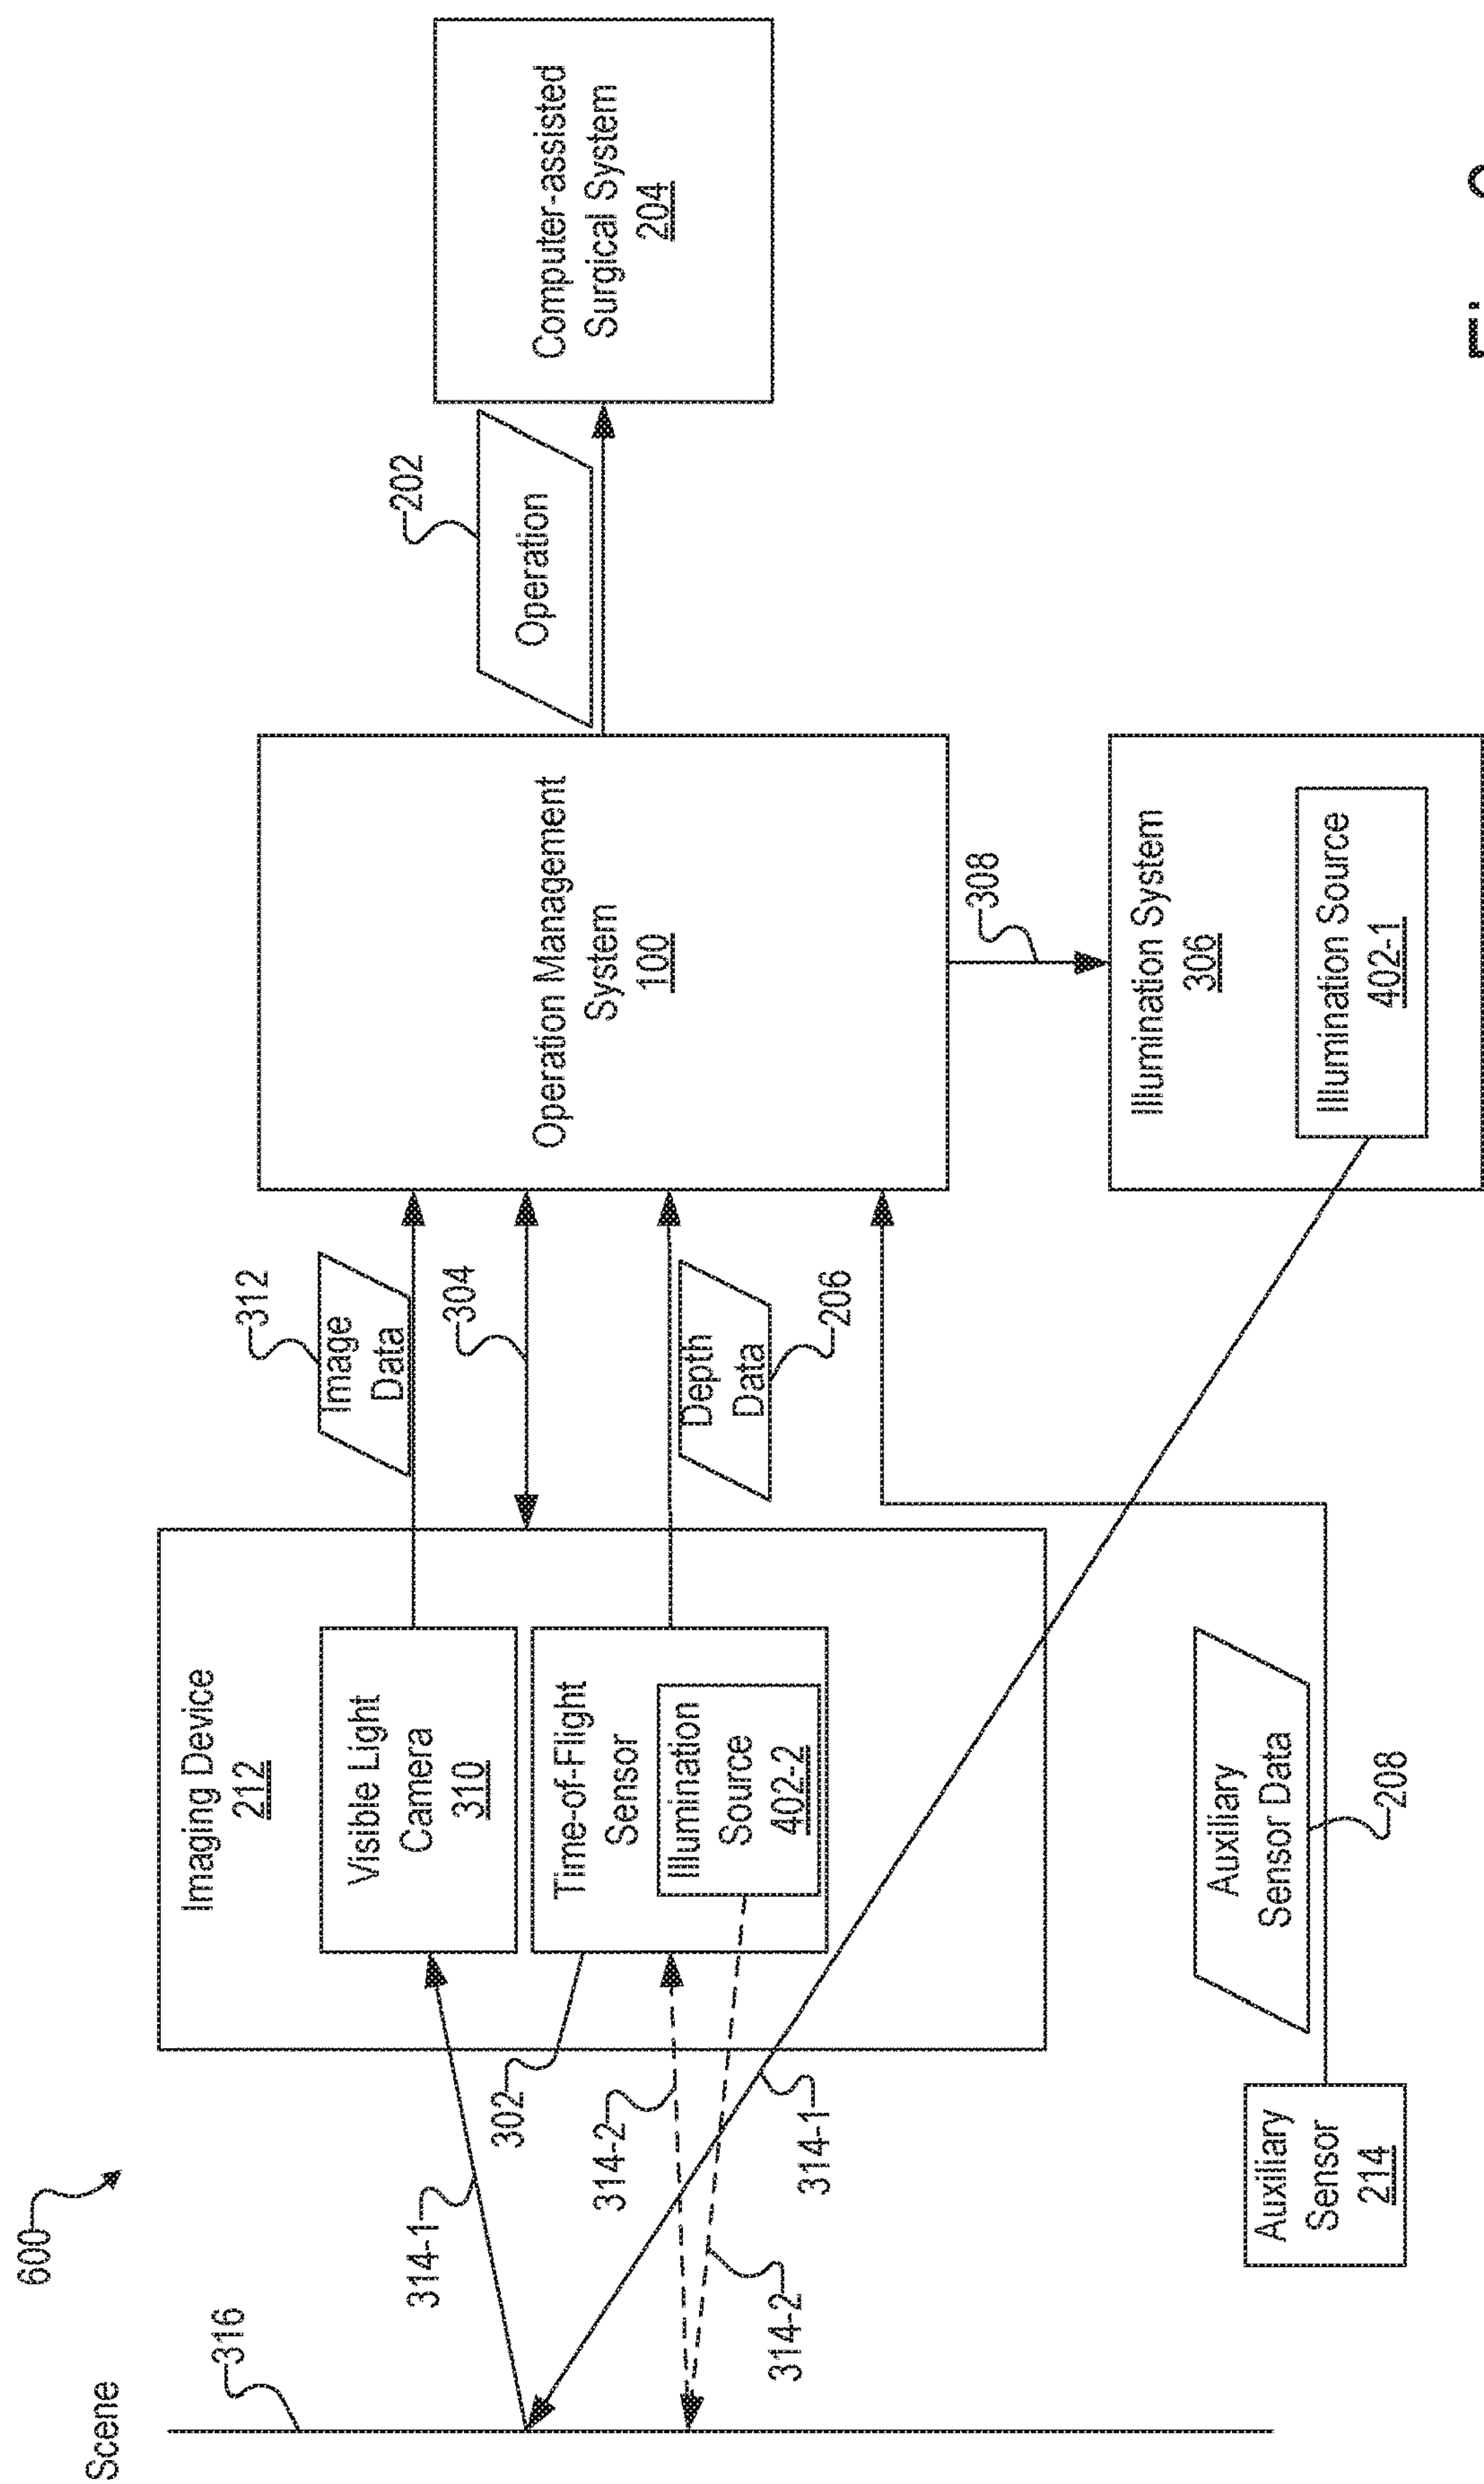 600
Scene
316
314-1
302
314-2
314-2
314-1
Imaging Device
212
Visible Light
Camera
310
Time-of-Flight
Sensor
Illumination
Source
402-2
Auxiliary
Sensor
214
Auxiliary
Sensor Data
208
312
Image
Data
304
Depth
Data
206
Operation Management
System
100
308
Illumination System
306
Illumination Source
402-1
202
Operation
Computer-assisted
Surgical System
204